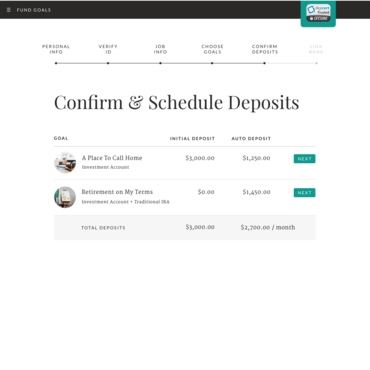 FUND GOALS
SECURE
PERSONAL INFO
VERIFY ID
JOB INFO
CHOOSE GOALS
CONFIRM DEPOSITS
LINK BANK
Confirm & Schedule Deposits
GOAL INITIAL DEPOSIT AUTO DEPOSIT
A Place To Call Home $3,000.00 $1,250.00 NEXT
Investment Account
Retirement on My Terms $0.00 $1,450.00 NEXT
Investment Account + Traditional IRA
TOTAL DEPOSITS $3,000.00 $2,700.00 / month